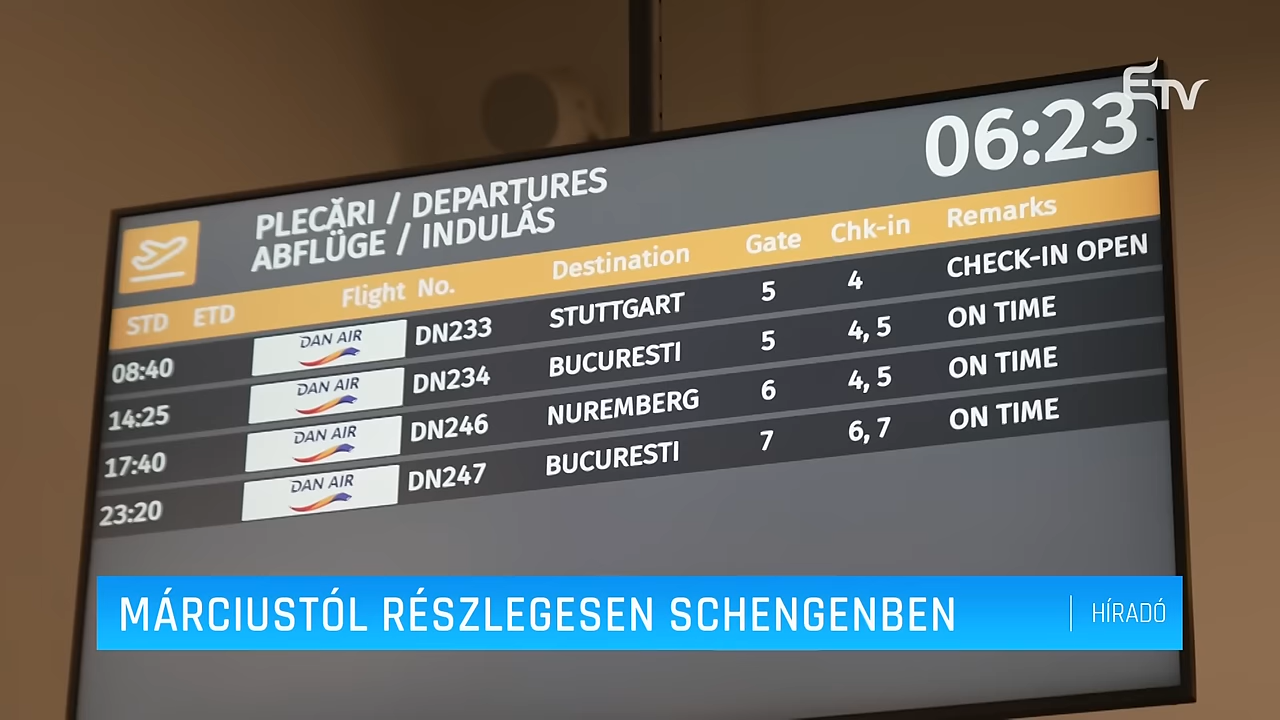 ETV
06:23
PLECĂRI / DEPARTURES
ABFLÜGE / INDULÁS
STD ETD Flight No. Destination Gate Chk-in Remarks
08:40 DAN AIR DN233 STUTTGART 5 4 CHECK-IN OPEN
14:25 DAN AIR DN234 BUCURESTI 5 4, 5 ON TIME
17:40 DAN AIR DN246 NUREMBERG 6 4, 5 ON TIME
23:20 DAN AIR DN247 BUCURESTI 7 6, 7 ON TIME
MÁRCIUSTÓL RÉSZLEGESEN SCHENGENBEN
HÍRADÓ